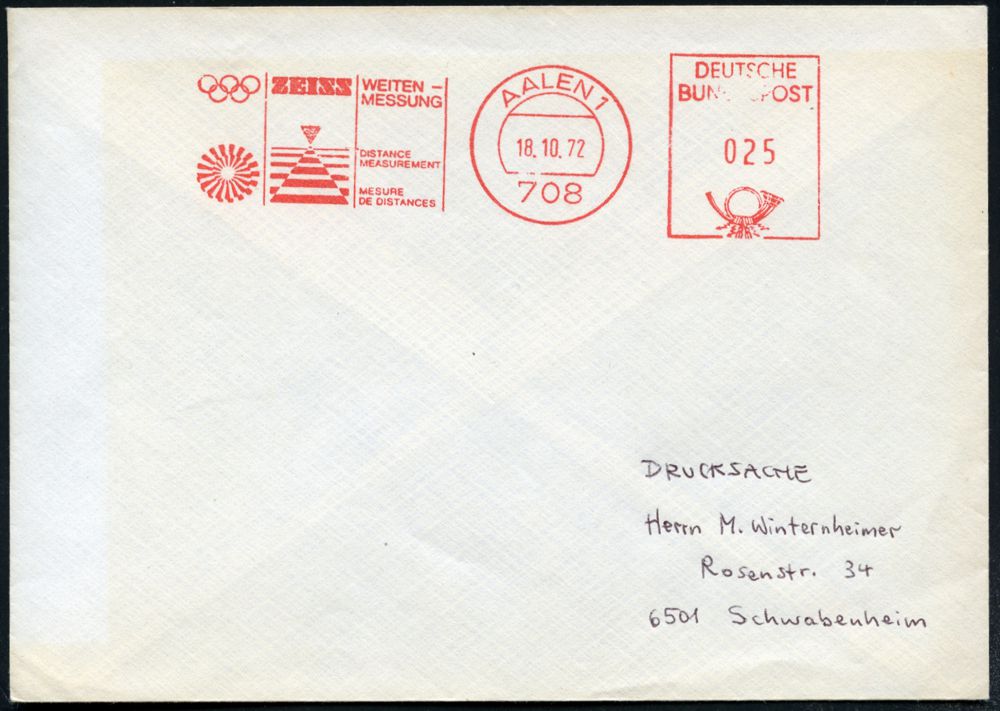 ZEISS
WEITEN-
MESSUNG
DISTANCE
MEASUREMENT
MESURE
DE DISTANCES
AALEN 1
18.10.72
708
DEUTSCHE
POST
025
DRUCKSACHE
Herrn M. Winternheimer
Rosenstr. 34
6501 Schwabenheim